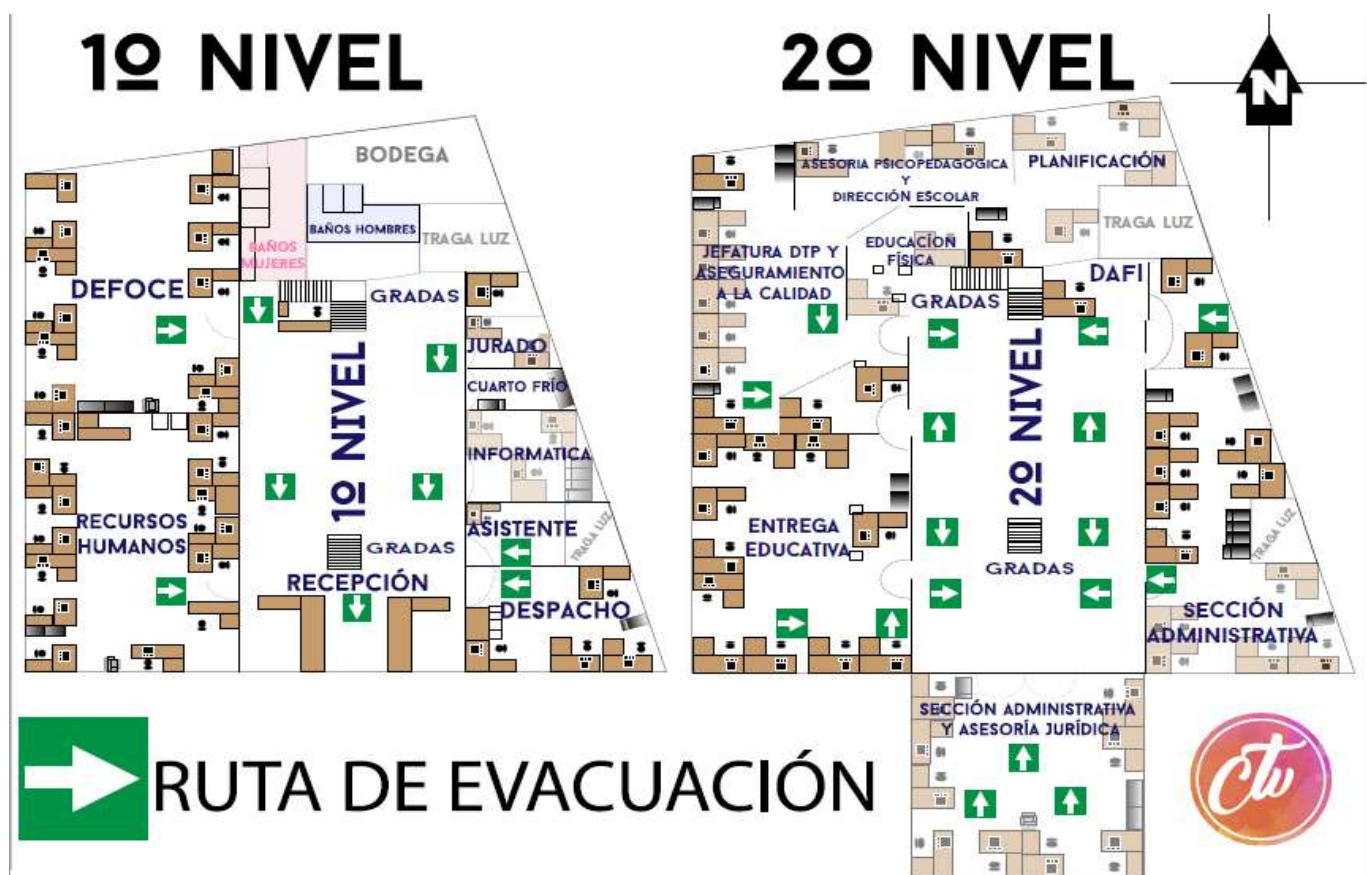 1º NIVEL
2º NIVEL
N
BODEGA
BAÑOS HOMBRES
BAÑOS
MUJERES
TRAGA LUZ
DEFOCE
GRADAS
JURADO
CUARTO FRÍO
1º NIVEL
INFORMATICA
RECURSOS
HUMANOS
ASISTENTE
TRAGA LUZ
GRADAS
RECEPCIÓN
DESPACHO
ASESORIA PSICOPEDAGÓGICA
Y
DIRECCIÓN ESCOLAR
PLANIFICACIÓN
TRAGA LUZ
JEFATURA DTP Y
ASEGURAMIENTO
A LA CALIDAD
EDUCACÍON
FÍSICA
DAFI
GRADAS
2º NIVEL
ENTREGA
EDUCATIVA
GRADAS
TRAGA LUZ
SECCIÓN
ADMINISTRATIVA
SECCIÓN ADMINISTRATIVA
Y ASESORÍA JURÍDICA
RUTA DE EVACUACIÓN
ctv